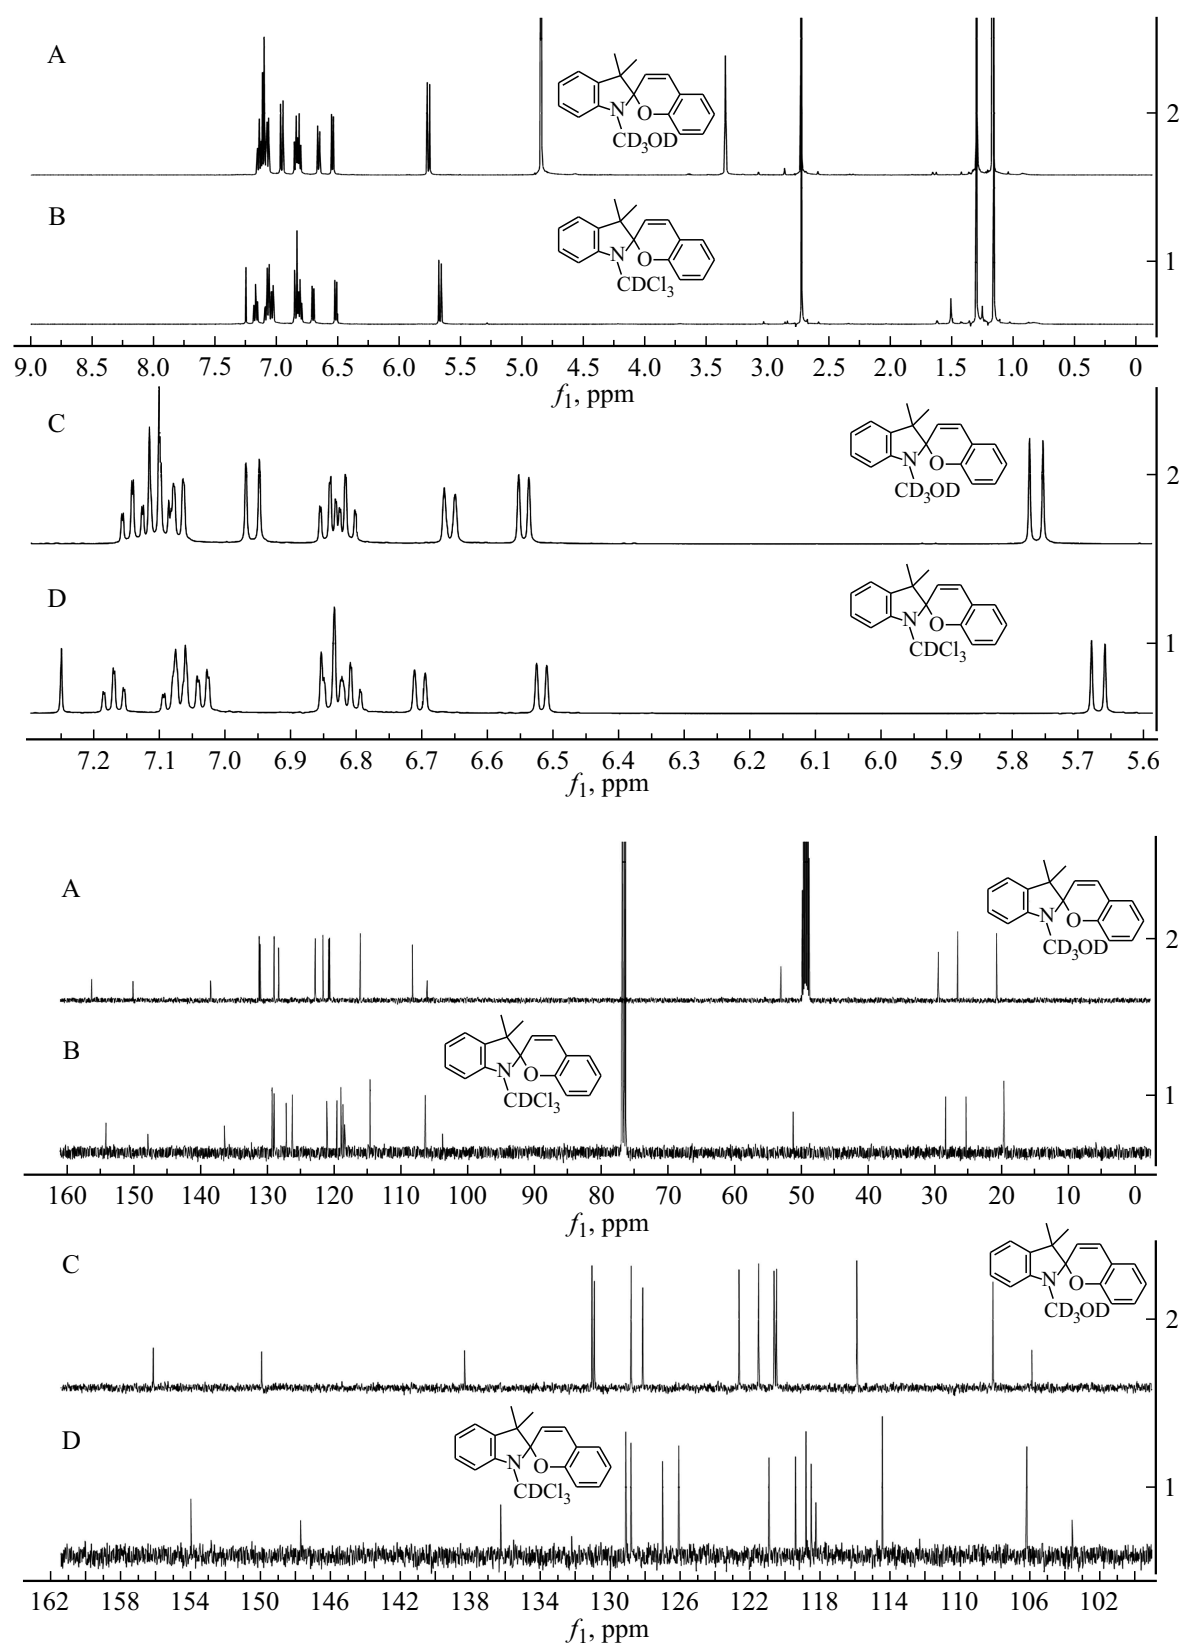 A
N
O
CD3OD
2
B
N
O
CDCl3
1
9.0 8.5 8.0 7.5 7.0 6.5 6.0 5.5 5.0 4.5 4.0 3.5 3.0 2.5 2.0 1.5 1.0 0.5 0
f1, ppm
C
N
O
CD3OD
2
D
N
O
CDCl3
1
7.2 7.1 7.0 6.9 6.8 6.7 6.6 6.5 6.4 6.3 6.2 6.1 6.0 5.9 5.8 5.7 5.6
f1, ppm
A
N
O
CD3OD
2
B
N
O
CDCl3
1
160 150 140 130 120 110 100 90 80 70 60 50 40 30 20 10 0
f1, ppm
C
N
O
CD3OD
2
D
N
O
CDCl3
1
162 158 154 150 146 142 138 134 130 126 122 118 114 110 106 102
f1, ppm